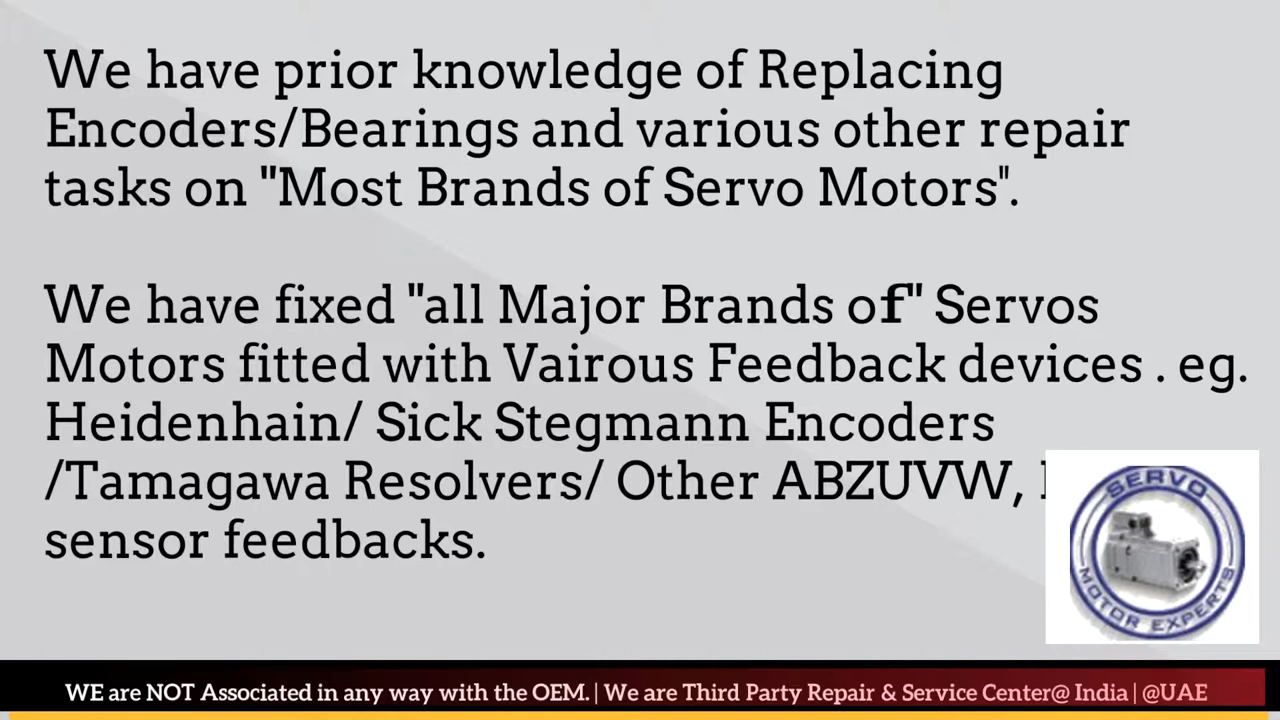 We have prior knowledge of Replacing
Encoders/Bearings and various other repair
tasks on "Most Brands of Servo Motors".
We have fixed "all Major Brands of" Servos
Motors fitted with Vairous Feedback devices . eg.
Heidenhain/ Sick Stegmann Encoders
/Tamagawa Resolvers/ Other ABZUVW,
sensor feedbacks.
SERVO
MOTOR EXPERTS
WE are NOT Associated in any way with the OEM. | We are Third Party Repair & Service Center@ India | @UAE